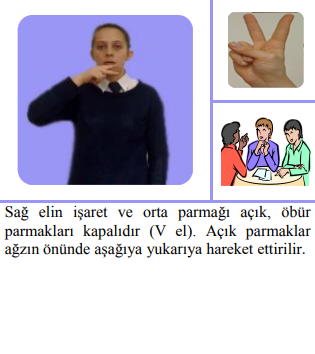 Sağ elin işaret ve orta parmağı açık, öbür
parmakları kapalıdır (V el). Açık parmaklar
ağzın önünde aşağıya yukarıya hareket ettirilir.